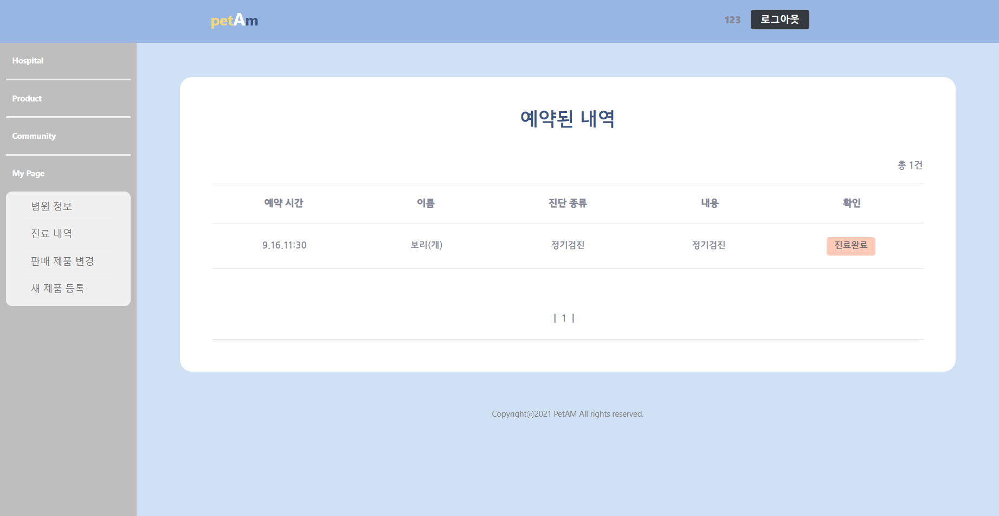 petAm
123 로그아웃
Hospital
Product
Community
My Page
병원 정보
진료 내역
판매 제품 변경
새 제품 등록
예약된 내역
총 1건
예약 시간 이름 진단 종류 내용 확인
9.16.11:30 보리(개) 정기검진 정기검진 진료완료
| 1 |
Copyrightⓒ2021 PetAM All rights reserved.